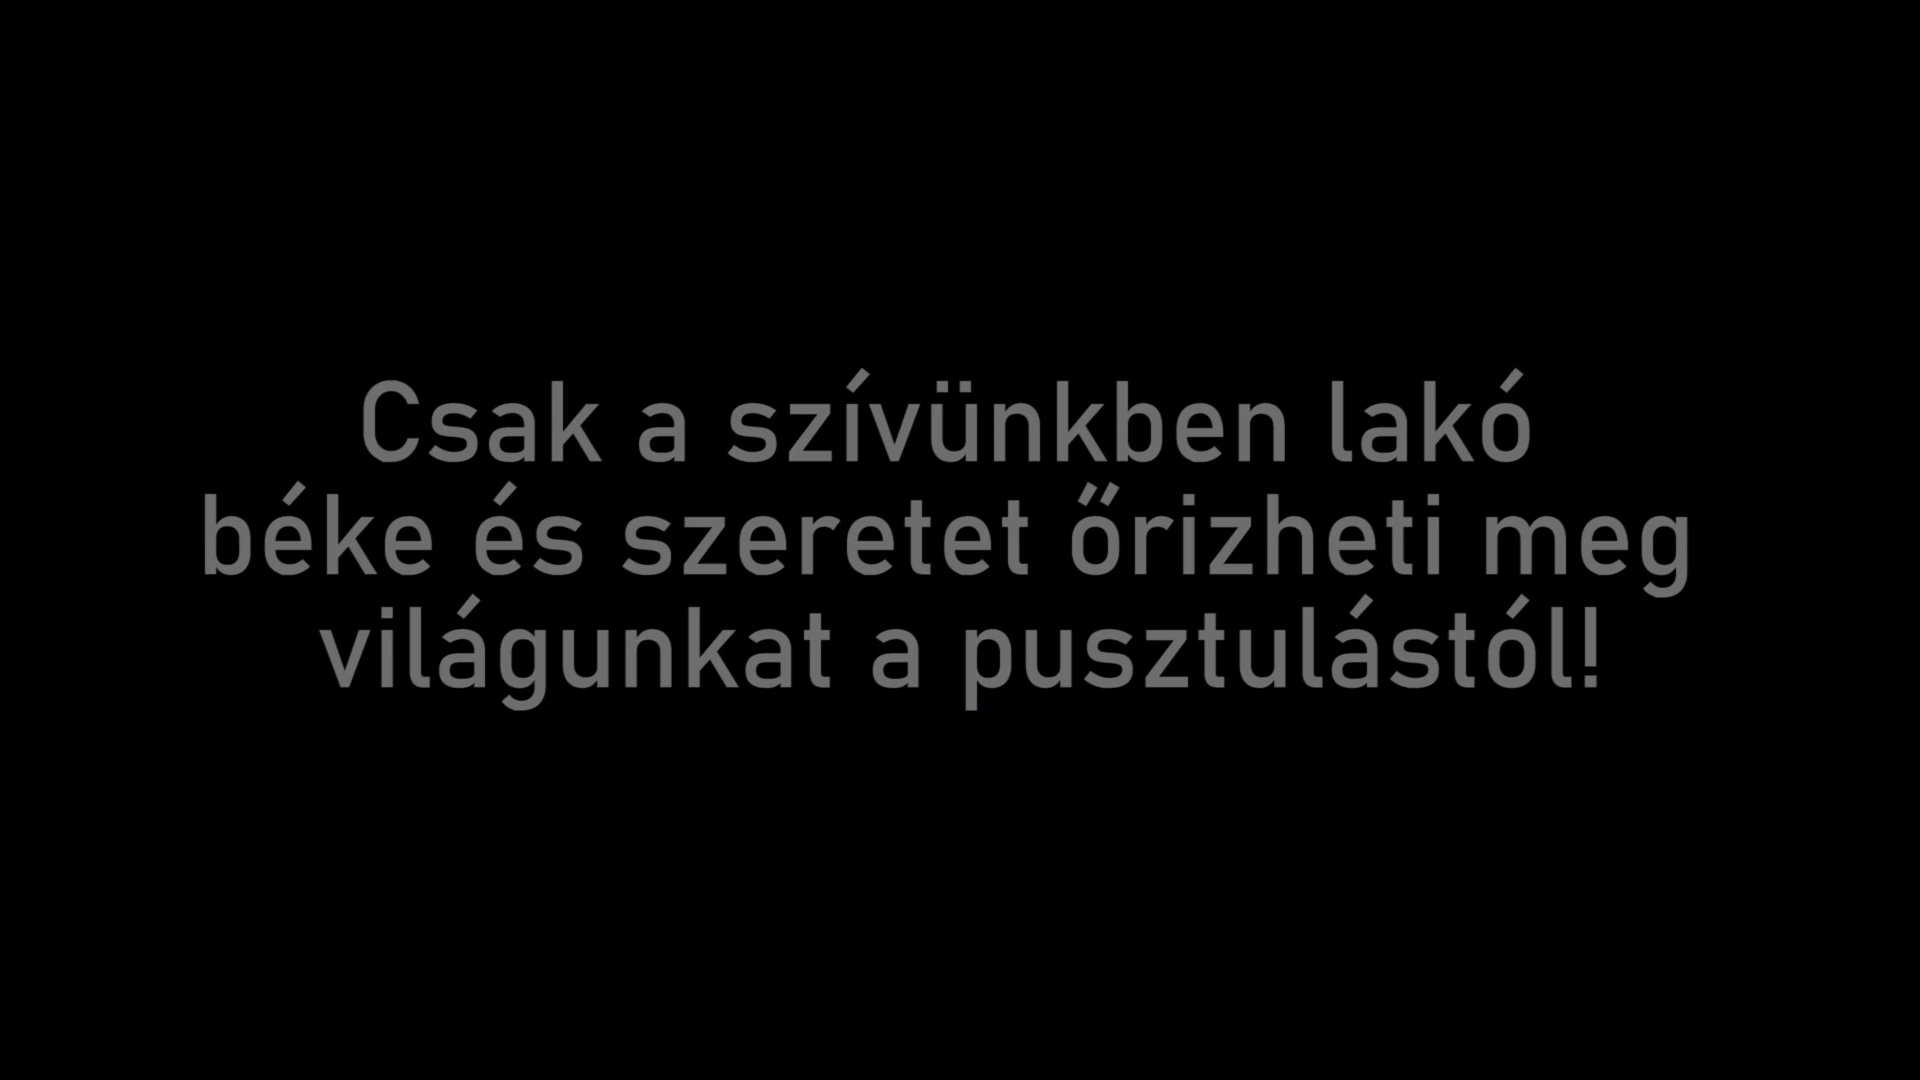 Csak a szívünkben lakó
béke és szeretet őrizheti meg
világunkat a pusztulástól!